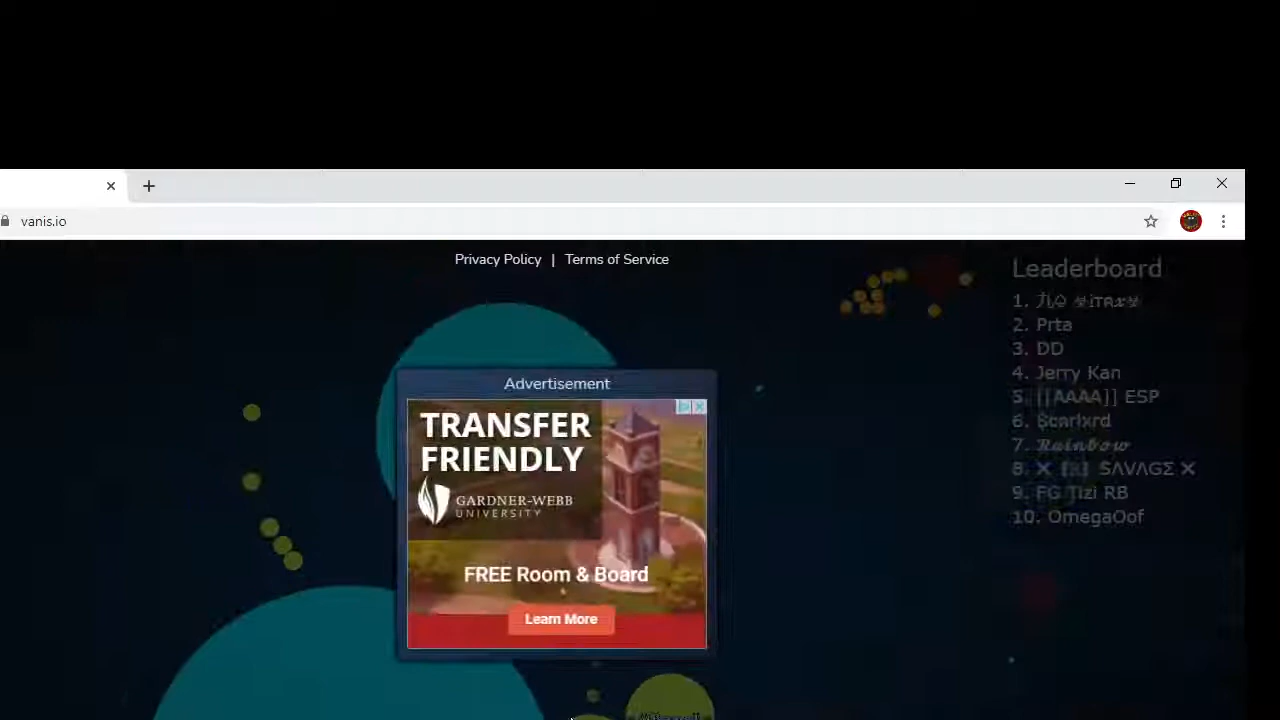 vanis.io
Privacy Policy | Terms of Service
Leaderboard
1.
2. Prta
3. DD
4. Jerry Kan
5. [[AAAA]] ESP
6. Scarlxrd
7. 𝓡𝓪𝓲𝓷𝓫𝓸𝔀
8. SΛVΛGΣ ✕
9. FG Tizi RB
10. OmegaOof
Advertisement
TRANSFER
FRIENDLY
GARDNER-WEBB
UNIVERSITY
FREE Room & Board
Learn More